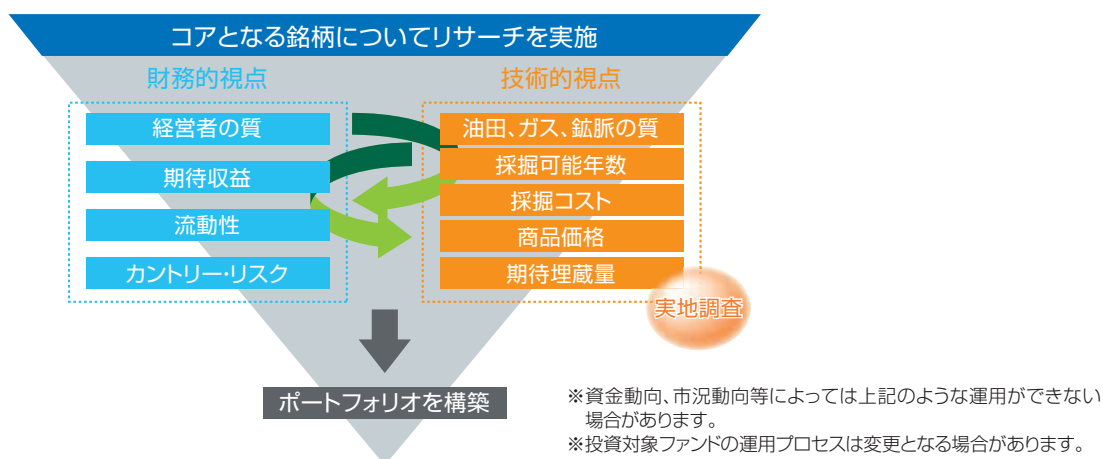 コアとなる銘柄についてリサーチを実施
財務的視点
経営者の質
期待収益
流動性
カントリー・リスク
技術的視点
油田、ガス、鉱脈の質
採掘可能年数
採掘コスト
商品価格
期待埋蔵量
実地調査
ポートフォリオを構築
※資金動向、市況動向等によっては上記のような運用ができない
場合があります。
※投資対象ファンドの運用プロセスは変更となる場合があります。